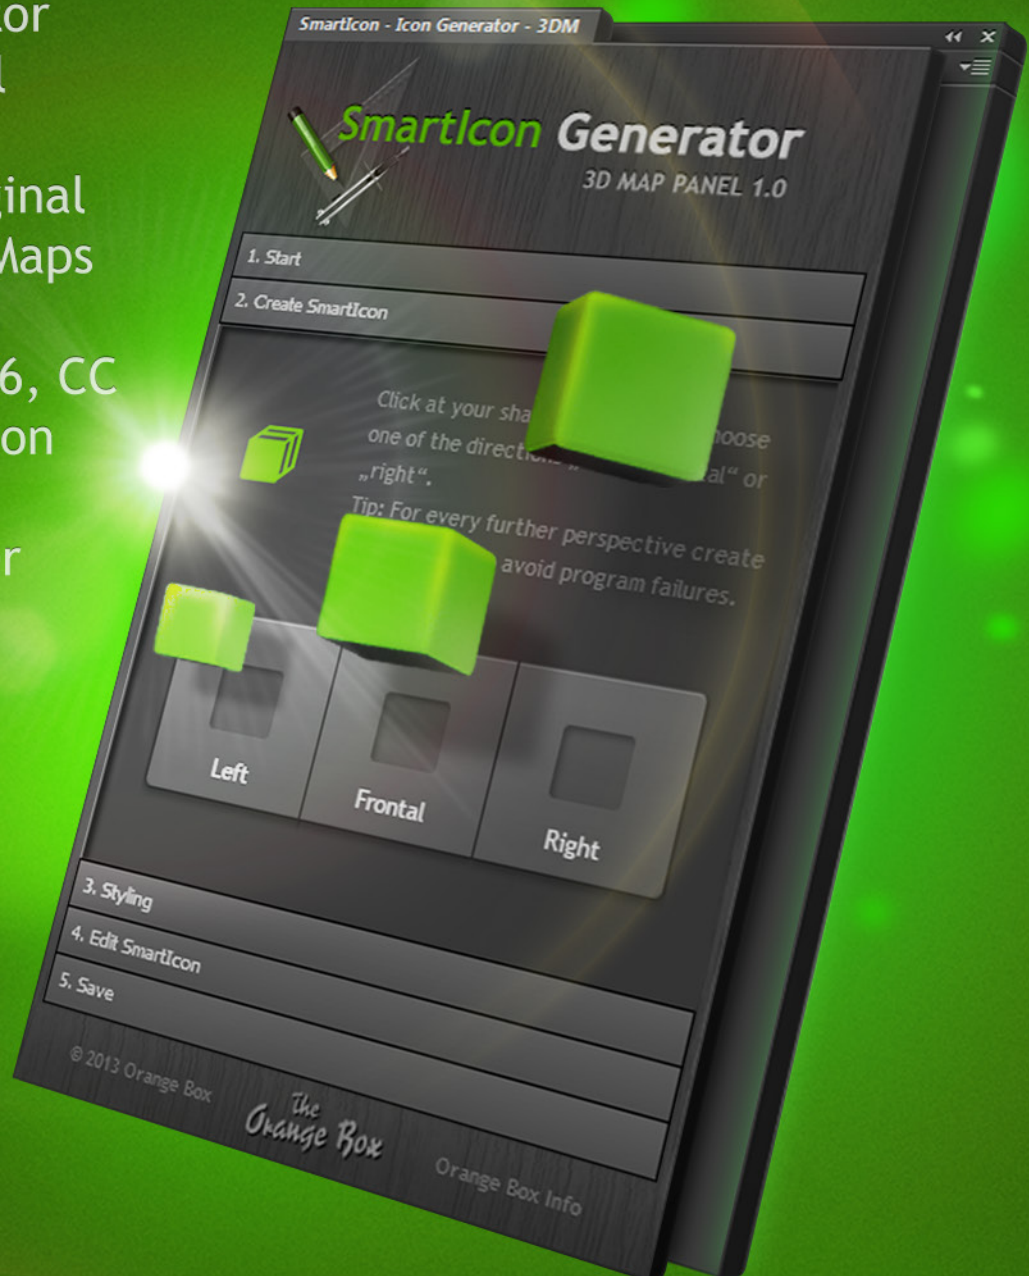 or
l
ginal
Maps
6, CC
on
r
SmartIcon - Icon Generator - 3DM
SmartIcon Generator
3D MAP PANEL 1.0
1. Start
2. Create SmartIcon
Click at your sha hoose
one of the direction „ al“ or
„right“.
Tip: For every further perspective create
avoid program failures.
Left
Frontal
Right
3. Styling
4. Edit SmartIcon
5. Save
© 2013 Orange Box
The
Orange Box
Orange Box Info